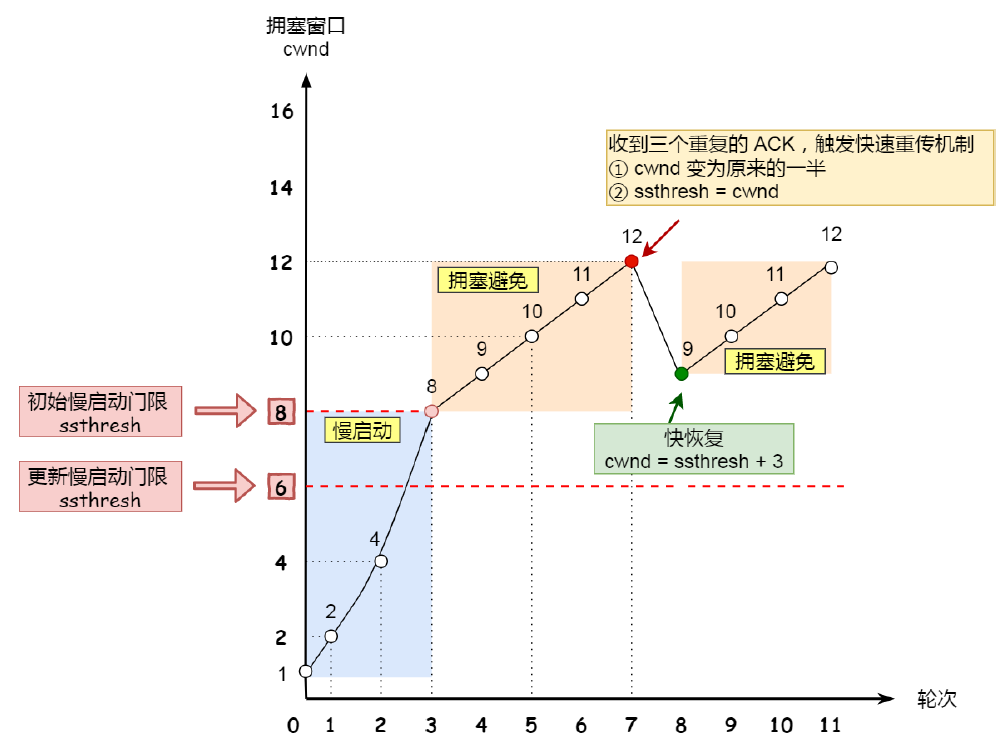 拥塞窗口
cwnd
16
14
12
10
8
6
4
2
1
收到三个重复的 ACK，触发快速重传机制
① cwnd 变为原来的一半
② ssthresh = cwnd
12
12
拥塞避免
11
11
10
10
9
9
拥塞避免
8
初始慢启动门限
ssthresh
慢启动
快恢复
cwnd = ssthresh + 3
更新慢启动门限
ssthresh
4
2
轮次
0 1 2 3 4 5 6 7 8 9 10 11